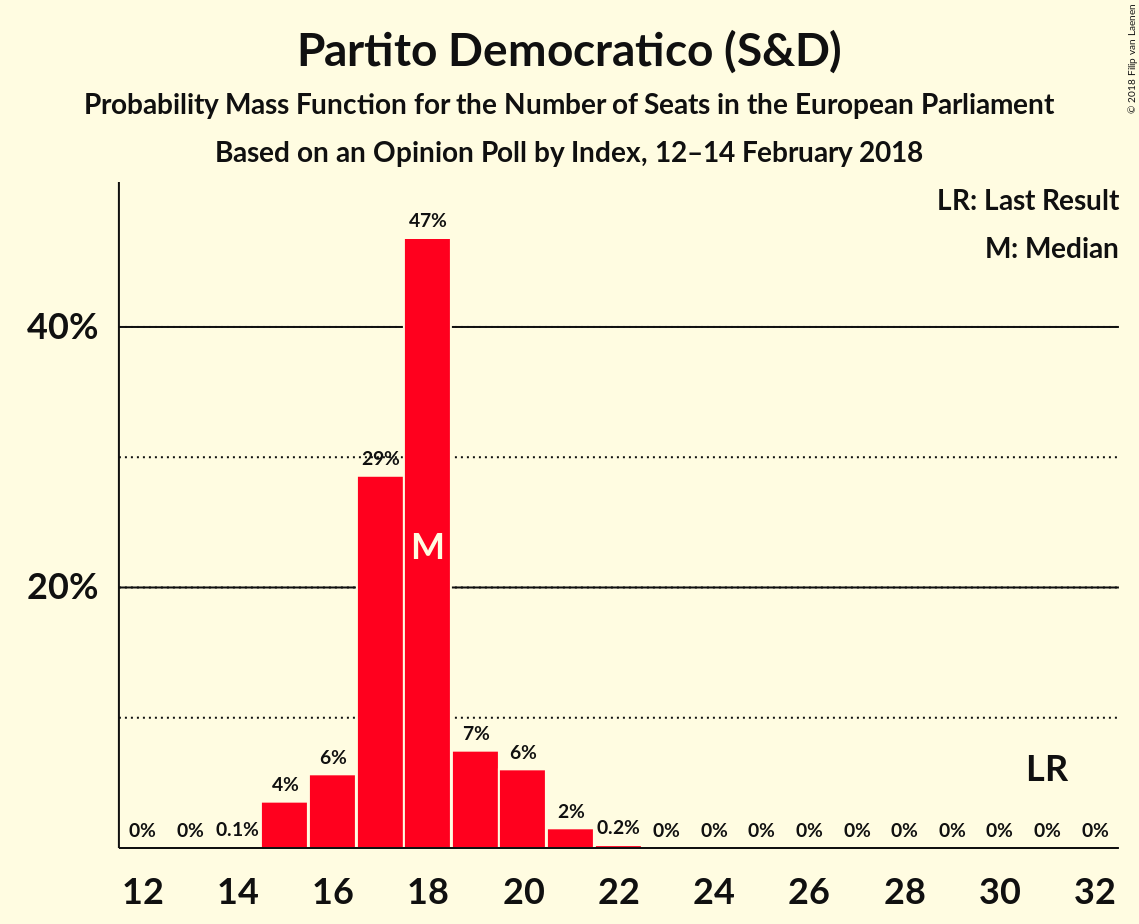 Partito Democratico (S&D)
Probability Mass Function for the Number of Seats in the European Parliament
Based on an Opinion Poll by Index, 12–14 February 2018
© 2018 Filip van Laenen
LR: Last Result
M: Median
47%
40%
29%
M
20%
7%
6%
6%
4%
2%
LR
0% 0% 0.1% 0.2% 0% 0% 0% 0% 0% 0% 0% 0% 0% 0%
12 14 16 18 20 22 24 26 28 30 32